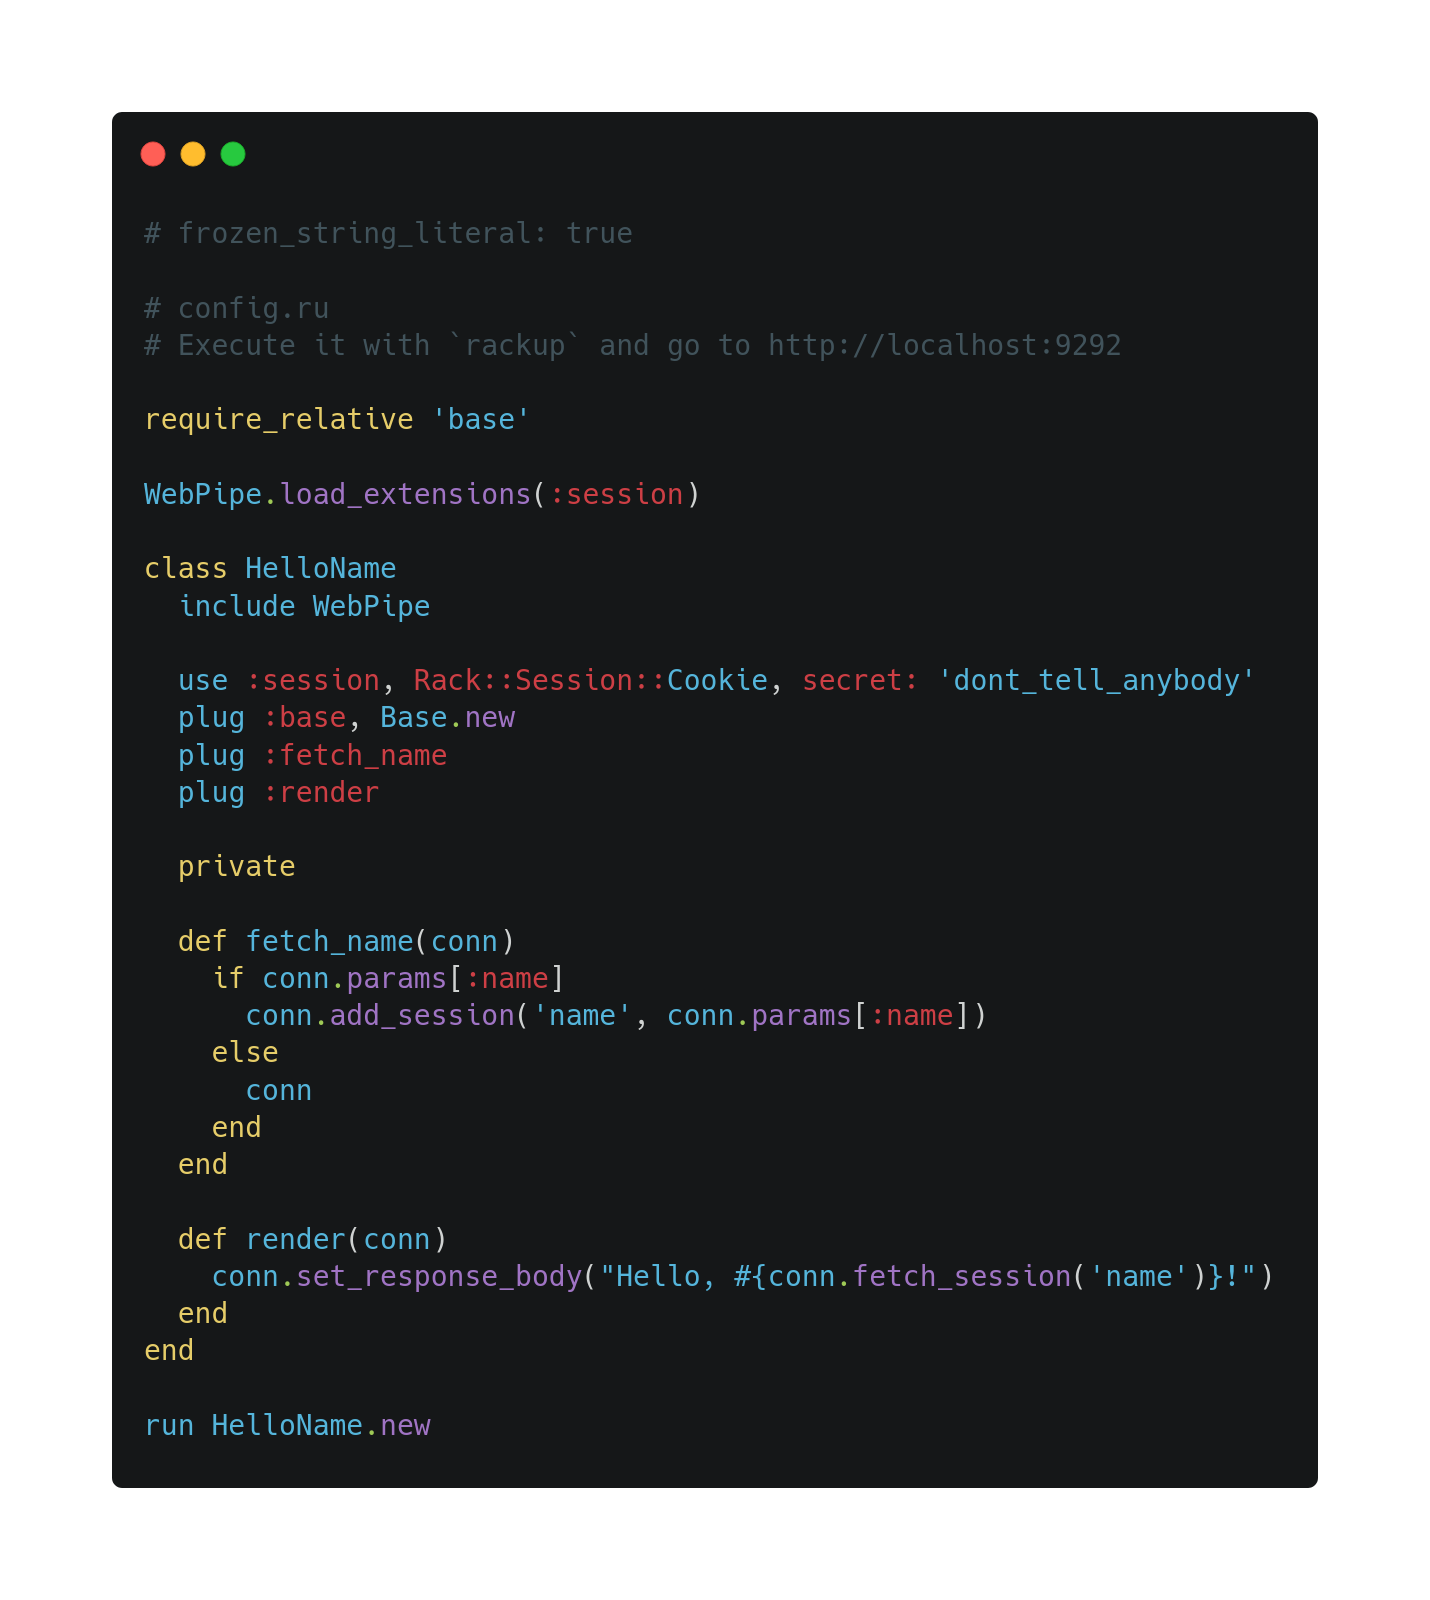 # frozen_string_literal: true

# config.ru
# Execute it with `rackup` and go to http://localhost:9292

require_relative 'base'

WebPipe.load_extensions(:session)

class HelloName
  include WebPipe

  use :session, Rack::Session::Cookie, secret: 'dont_tell_anybody'
  plug :base, Base.new
  plug :fetch_name
  plug :render

  private

  def fetch_name(conn)
    if conn.params[:name]
      conn.add_session('name', conn.params[:name])
    else
      conn
    end
  end

  def render(conn)
    conn.set_response_body("Hello, #{conn.fetch_session('name')}!")
  end
end

run HelloName.new